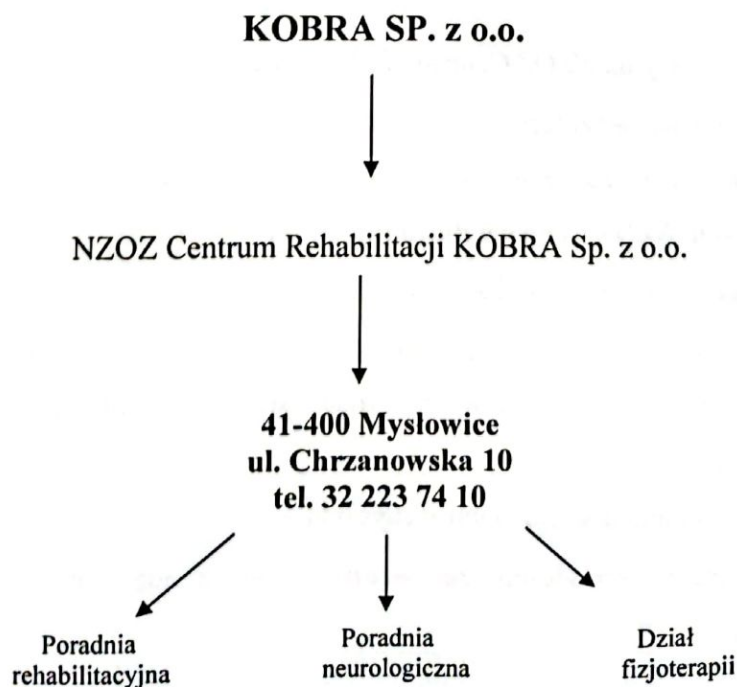 KOBRA SP. z o.o.
NZOZ Centrum Rehabilitacji KOBRA Sp. z o.o.
41-400 Mysłowice
ul. Chrzanowska 10
tel. 32 223 74 10
Poradnia
rehabilitacyjna
Poradnia
neurologiczna
Dział
fizjoterapii